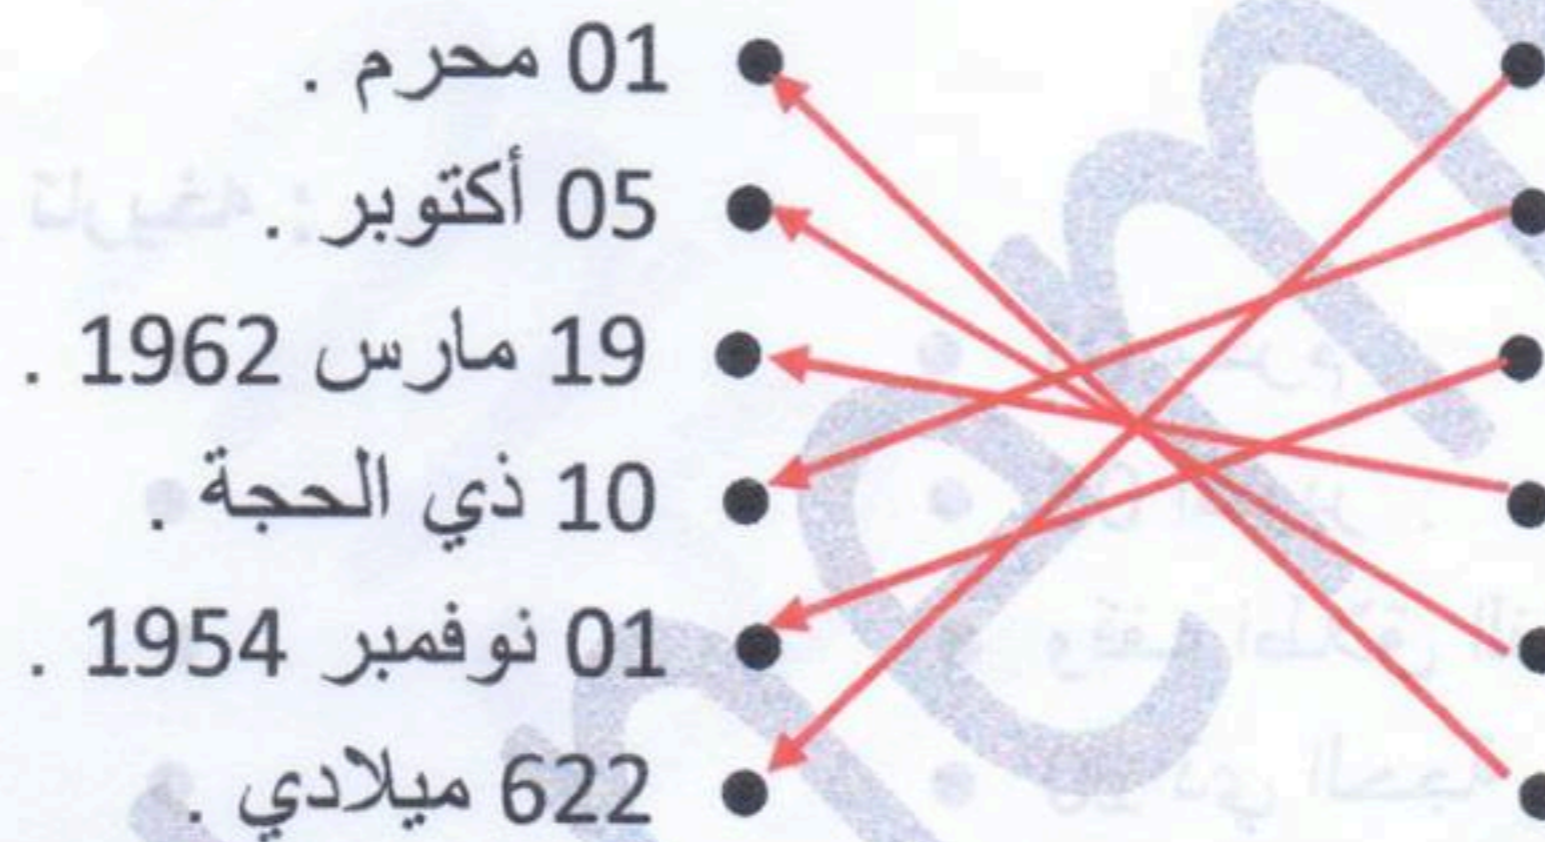 01 محرم .
05 أكتوبر .
19 مارس 1962 .
10 ذي الحجة .
01 نوفمبر 1954 .
622 ميلادي .